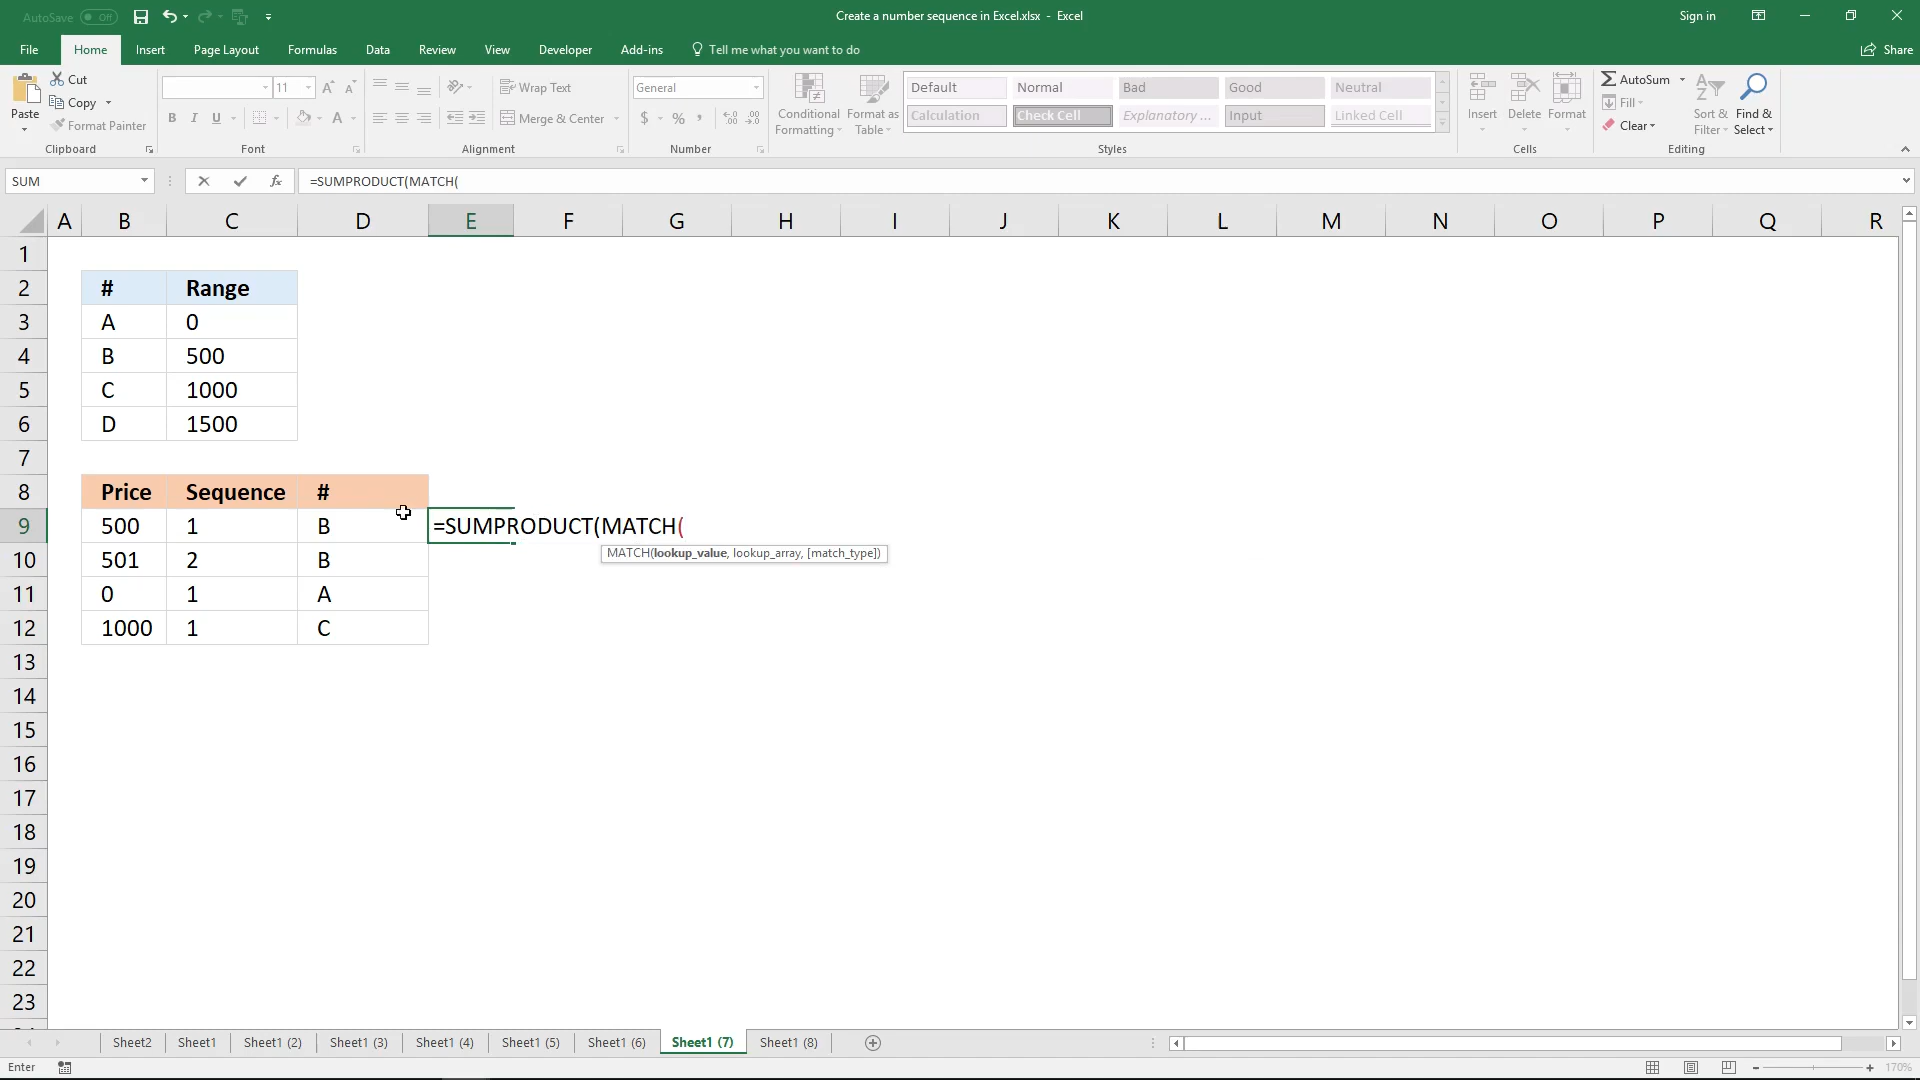 AutoSave Off
Create a number sequence in Excel.xlsx - Excel
Sign in
File Home Insert Page Layout Formulas Data Review View Developer Add-ins Tell me what you want to do Share
Paste
Cut
Copy
Format Painter
Clipboard
11
B I U A
Font
Wrap Text
Merge & Center
Alignment
General
$ % ,
Number
Conditional Formatting
Format as Table
Default Normal Bad Good Neutral
Calculation Check Cell Explanatory ... Input Linked Cell
Styles
Insert Delete Format
Cells
AutoSum
Fill
Clear
Sort & Filter
Find & Select
Editing
SUM fx =SUMPRODUCT(MATCH(
A B C D E F G H I J K L M N O P Q R
1
2 # Range
3 A 0
4 B 500
5 C 1000
6 D 1500
7
8 Price Sequence #
9 500 1 B =SUMPRODUCT(MATCH(
MATCH(lookup_value, lookup_array, [match_type])
10 501 2 B
11 0 1 A
12 1000 1 C
13
14
15
16
17
18
19
20
21
22
23
Sheet2 Sheet1 Sheet1 (2) Sheet1 (3) Sheet1 (4) Sheet1 (5) Sheet1 (6) Sheet1 (7) Sheet1 (8)
Enter
170%